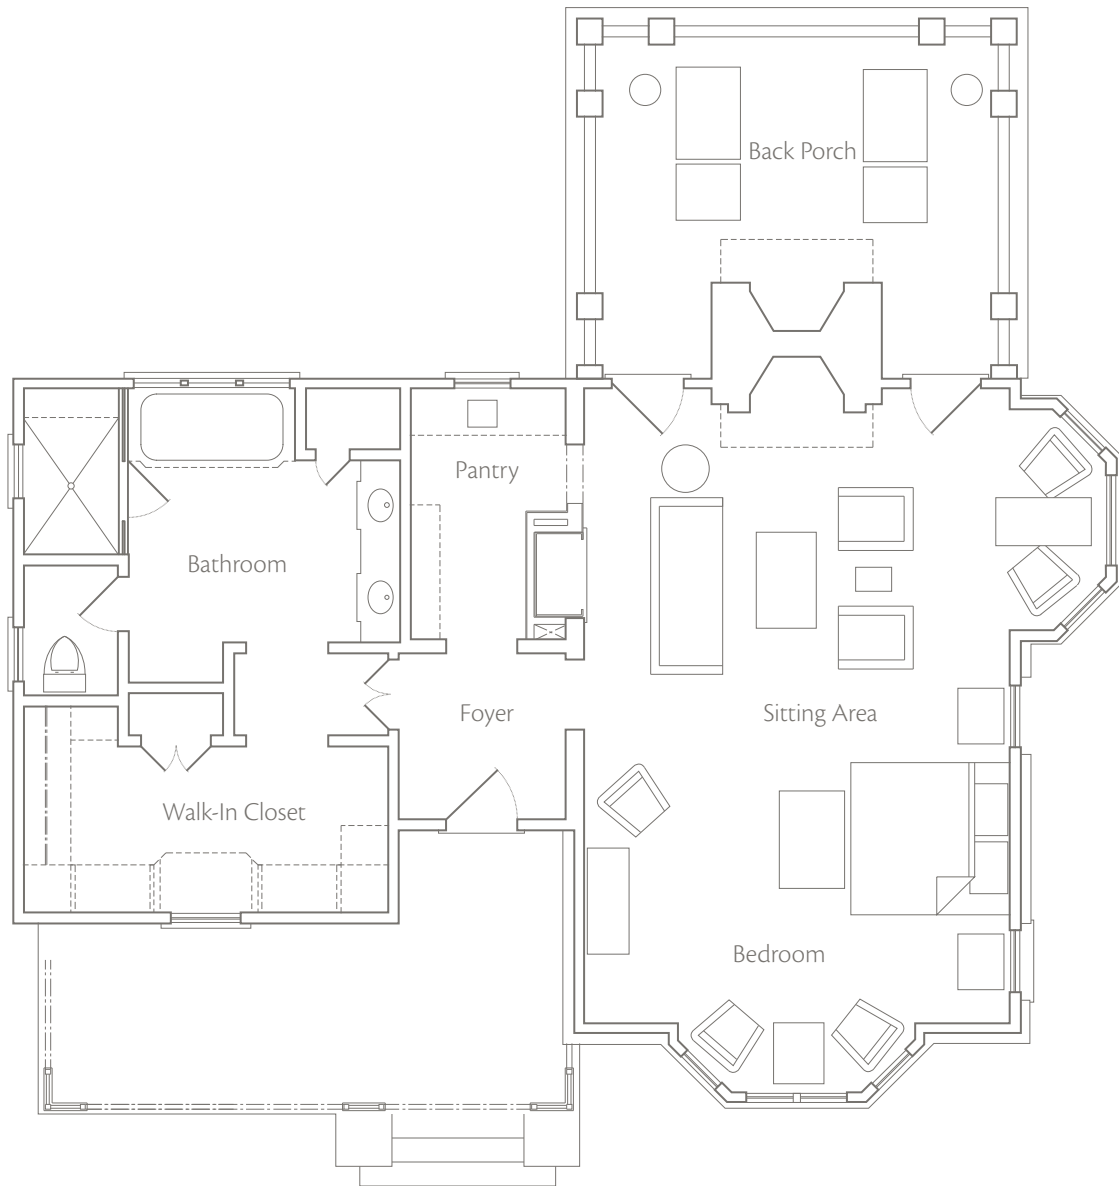 Back Porch
Pantry
Bathroom
Foyer
Sitting Area
Walk-In Closet
Bedroom